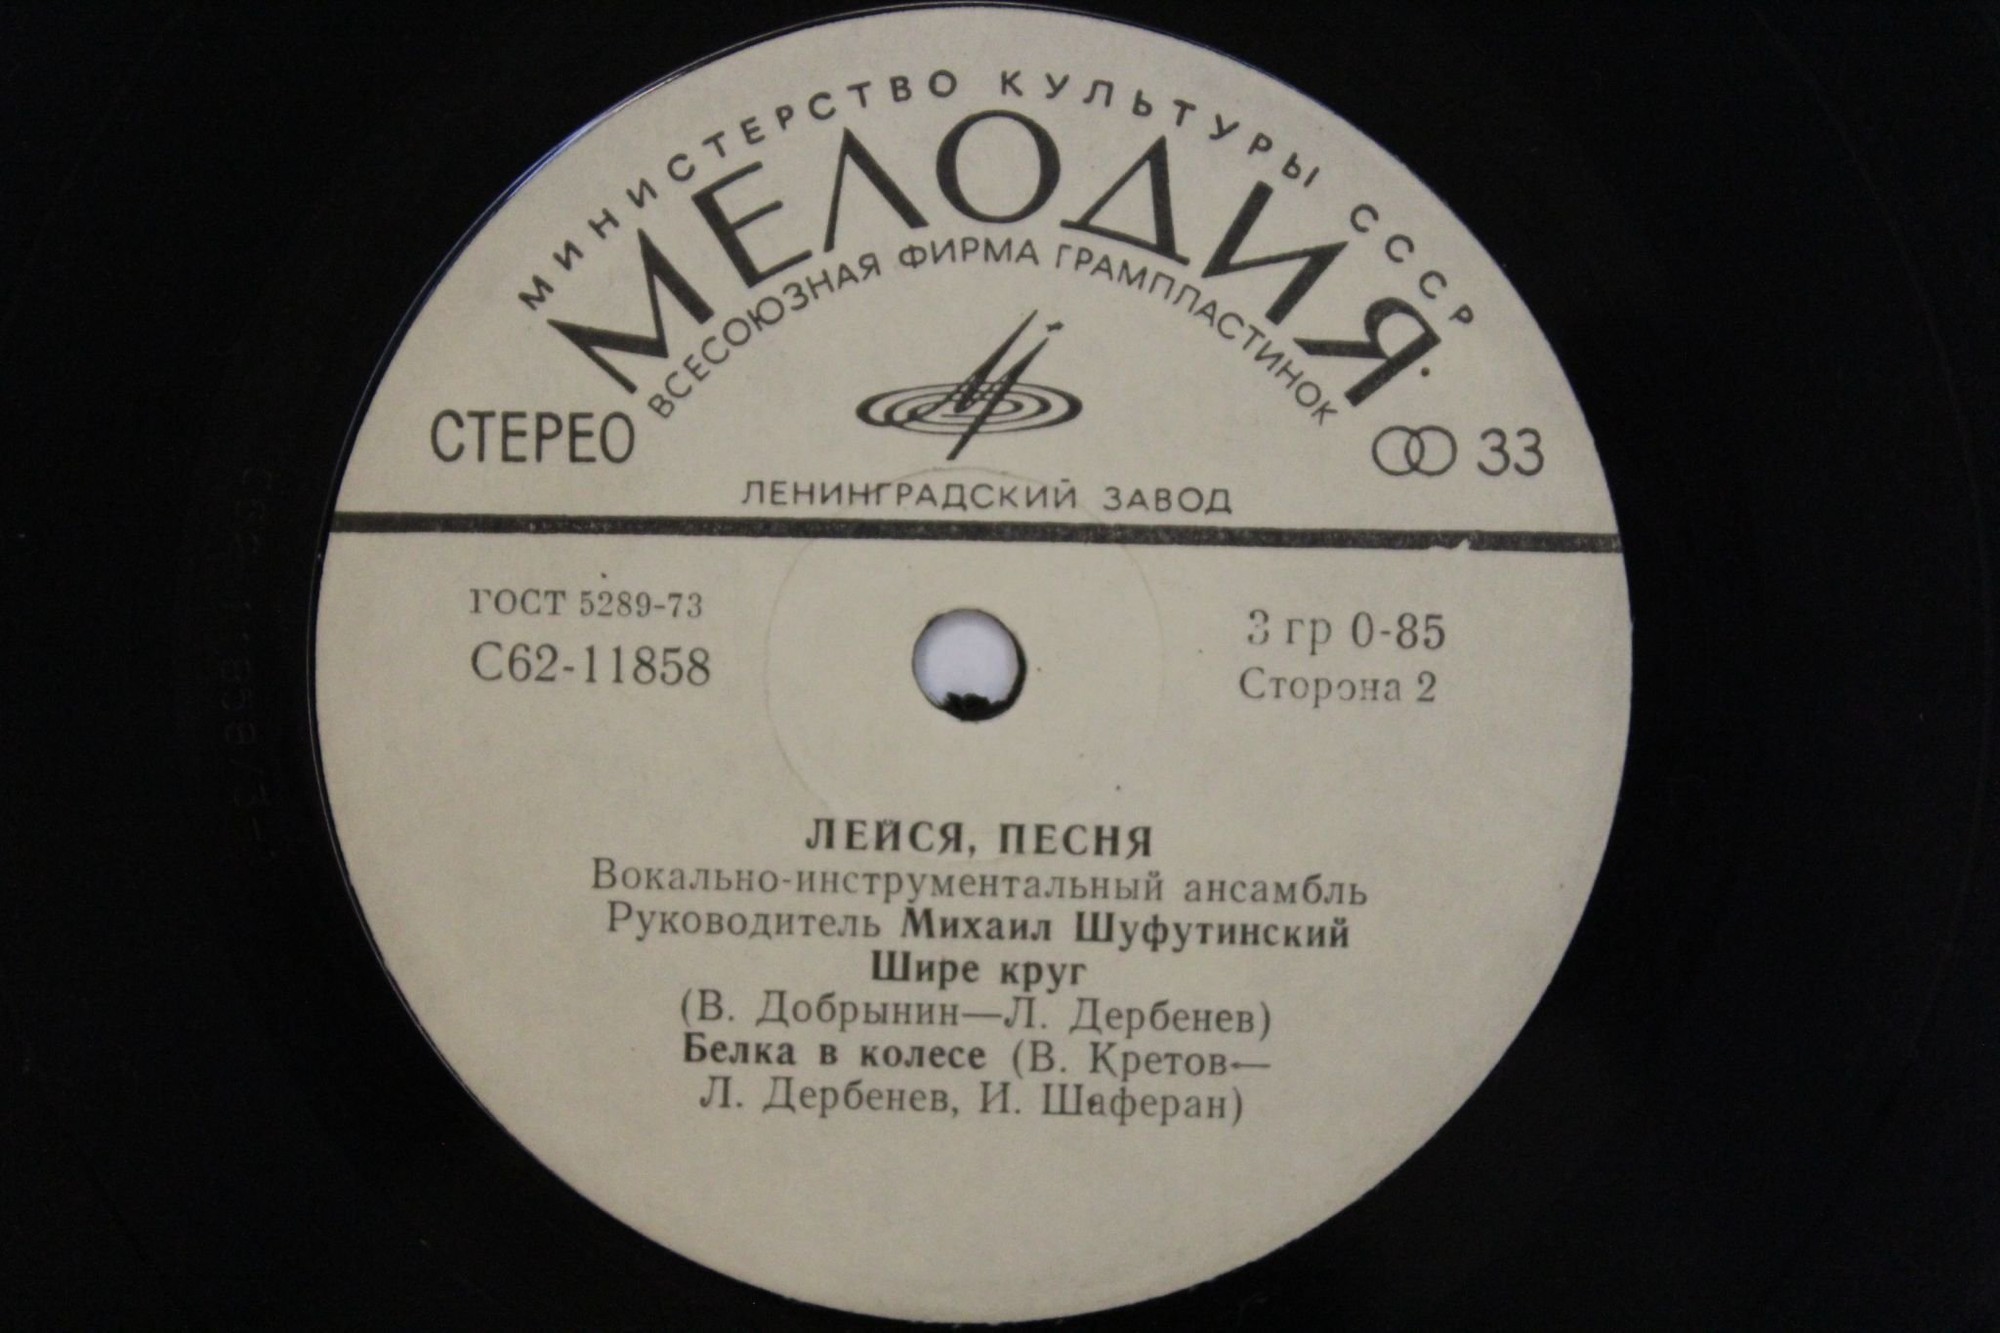 МИНИСТЕРСТВО КУЛЬТУРЫ СССР
МЕЛОДИЯ
ВСЕСОЮЗНАЯ ФИРМА ГРАМПЛАСТИНОК
СТЕРЕО
33
ЛЕНИНГРАДСКИЙ ЗАВОД
ГОСТ 5289-73
С62-11858
3 гр 0-85
Сторона 2
ЛЕЙСЯ, ПЕСНЯ
Вокально-инструментальный ансамбль
Руководитель Михаил Шуфутинский
Шире круг
(В. Добрынин—Л. Дербенев)
Белка в колесе (В. Кретов—
Л. Дербенев, И. Шаферан)